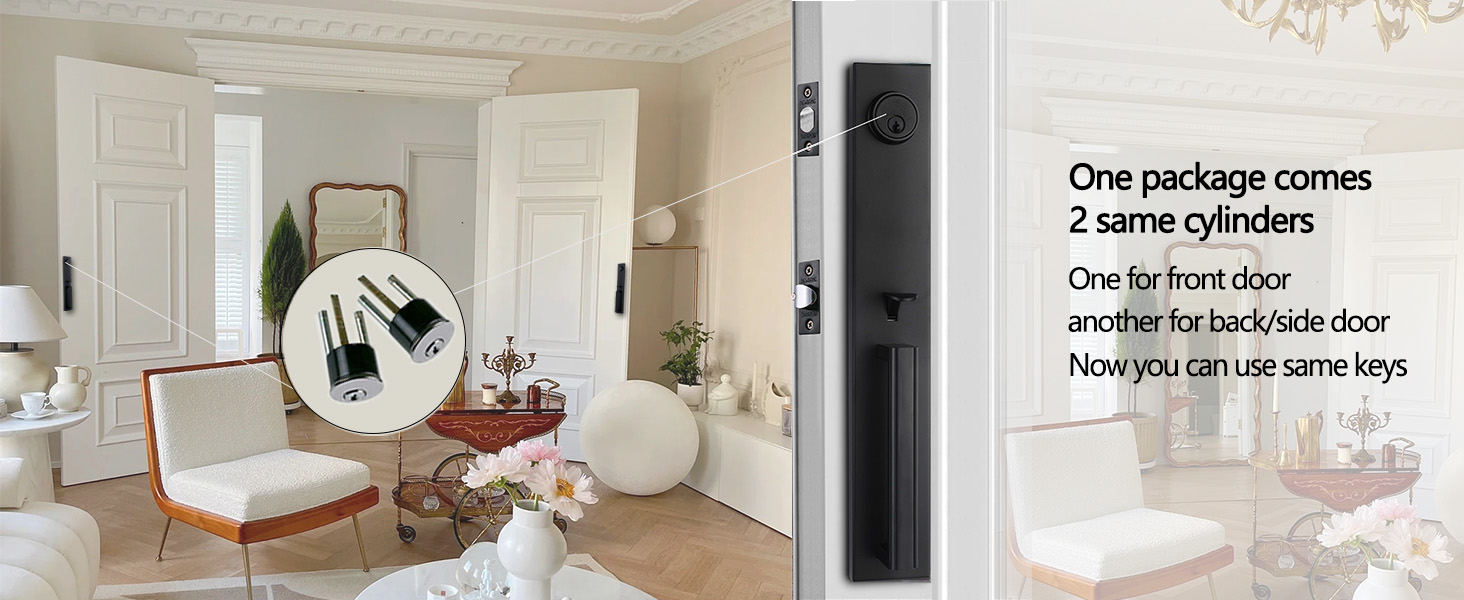 One package comes
2 same cylinders
One for front door
another for back/side door
Now you can use same keys